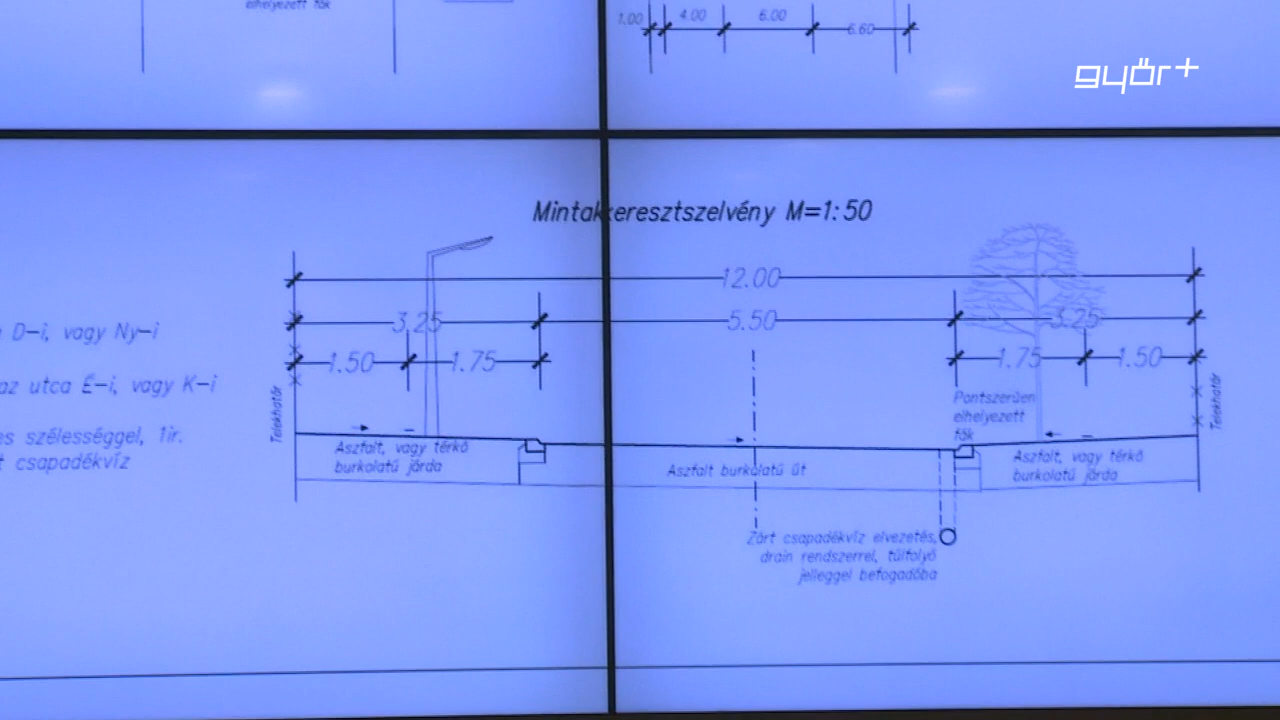 elhelyezett fák
1.00 4.00 6.00 6.60
győr+
Mintakeresztszelvény M=1:50
12.00
3.25 5.50 3.25
1.50 1.75 1.75 1.50
D-i, vagy Ny-i
az utca É-i, vagy K-i
es szélességgel, 1ir.
t csapadékvíz
Telekhatár
Aszfalt, vagy térkő
burkolatú járda
Aszfalt burkolatú út
Pontszerűen
elhelyezett
fák
Aszfalt, vagy térkő
burkolatú járda
Telekhatár
Zárt csapadékvíz elvezetés,
drain rendszerrel, túlfolyó
jelleggel befogadóba